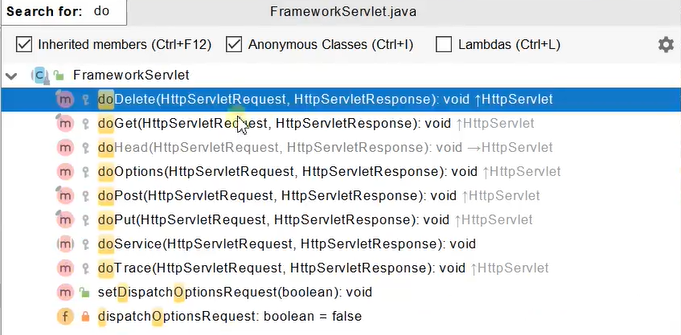 Search for: do FrameworkServlet.java
Inherited members (Ctrl+F12) Anonymous Classes (Ctrl+I) Lambdas (Ctrl+L)
C FrameworkServlet
m doDelete(HttpServletRequest, HttpServletResponse): void ↑HttpServlet
m doGet(HttpServletRequest, HttpServletResponse): void ↑HttpServlet
m doHead(HttpServletRequest, HttpServletResponse): void →HttpServlet
m doOptions(HttpServletRequest, HttpServletResponse): void ↑HttpServlet
m doPost(HttpServletRequest, HttpServletResponse): void ↑HttpServlet
m doPut(HttpServletRequest, HttpServletResponse): void ↑HttpServlet
m doService(HttpServletRequest, HttpServletResponse): void
m doTrace(HttpServletRequest, HttpServletResponse): void ↑HttpServlet
m setDispatchOptionsRequest(boolean): void
f dispatchOptionsRequest: boolean = false